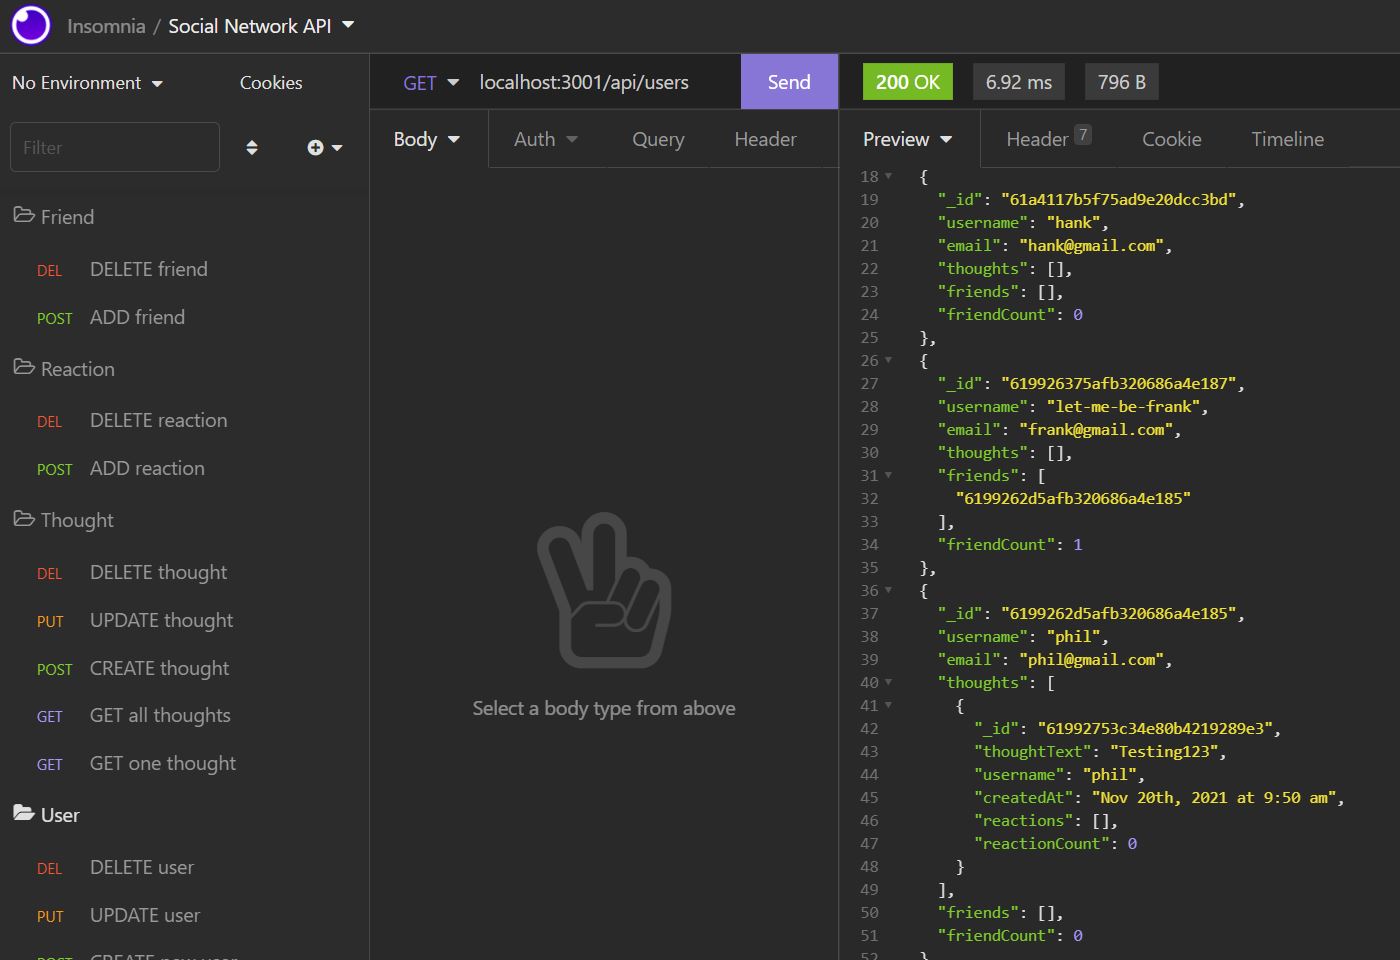 Insomnia / Social Network API
No Environment
Cookies
GET
localhost:3001/api/users
Send
200 OK
6.92 ms
796 B
Filter
Body
Auth
Query
Header
Preview
Header 7
Cookie
Timeline
Friend
DEL DELETE friend
POST ADD friend
Reaction
DEL DELETE reaction
POST ADD reaction
Thought
DEL DELETE thought
PUT UPDATE thought
POST CREATE thought
GET GET all thoughts
GET GET one thought
User
DEL DELETE user
PUT UPDATE user
POST CREATE new user
Select a body type from above
18 {
19 "_id": "61a4117b5f75ad9e20dcc3bd",
20 "username": "hank",
21 "email": "hank@gmail.com",
22 "thoughts": [],
23 "friends": [],
24 "friendCount": 0
25 },
26 {
27 "_id": "619926375afb320686a4e187",
28 "username": "let-me-be-frank",
29 "email": "frank@gmail.com",
30 "thoughts": [],
31 "friends": [
32 "6199262d5afb320686a4e185"
33 ],
34 "friendCount": 1
35 },
36 {
37 "_id": "6199262d5afb320686a4e185",
38 "username": "phil",
39 "email": "phil@gmail.com",
40 "thoughts": [
41 {
42 "_id": "61992753c34e80b4219289e3",
43 "thoughtText": "Testing123",
44 "username": "phil",
45 "createdAt": "Nov 20th, 2021 at 9:50 am",
46 "reactions": [],
47 "reactionCount": 0
48 }
49 ],
50 "friends": [],
51 "friendCount": 0
52 }